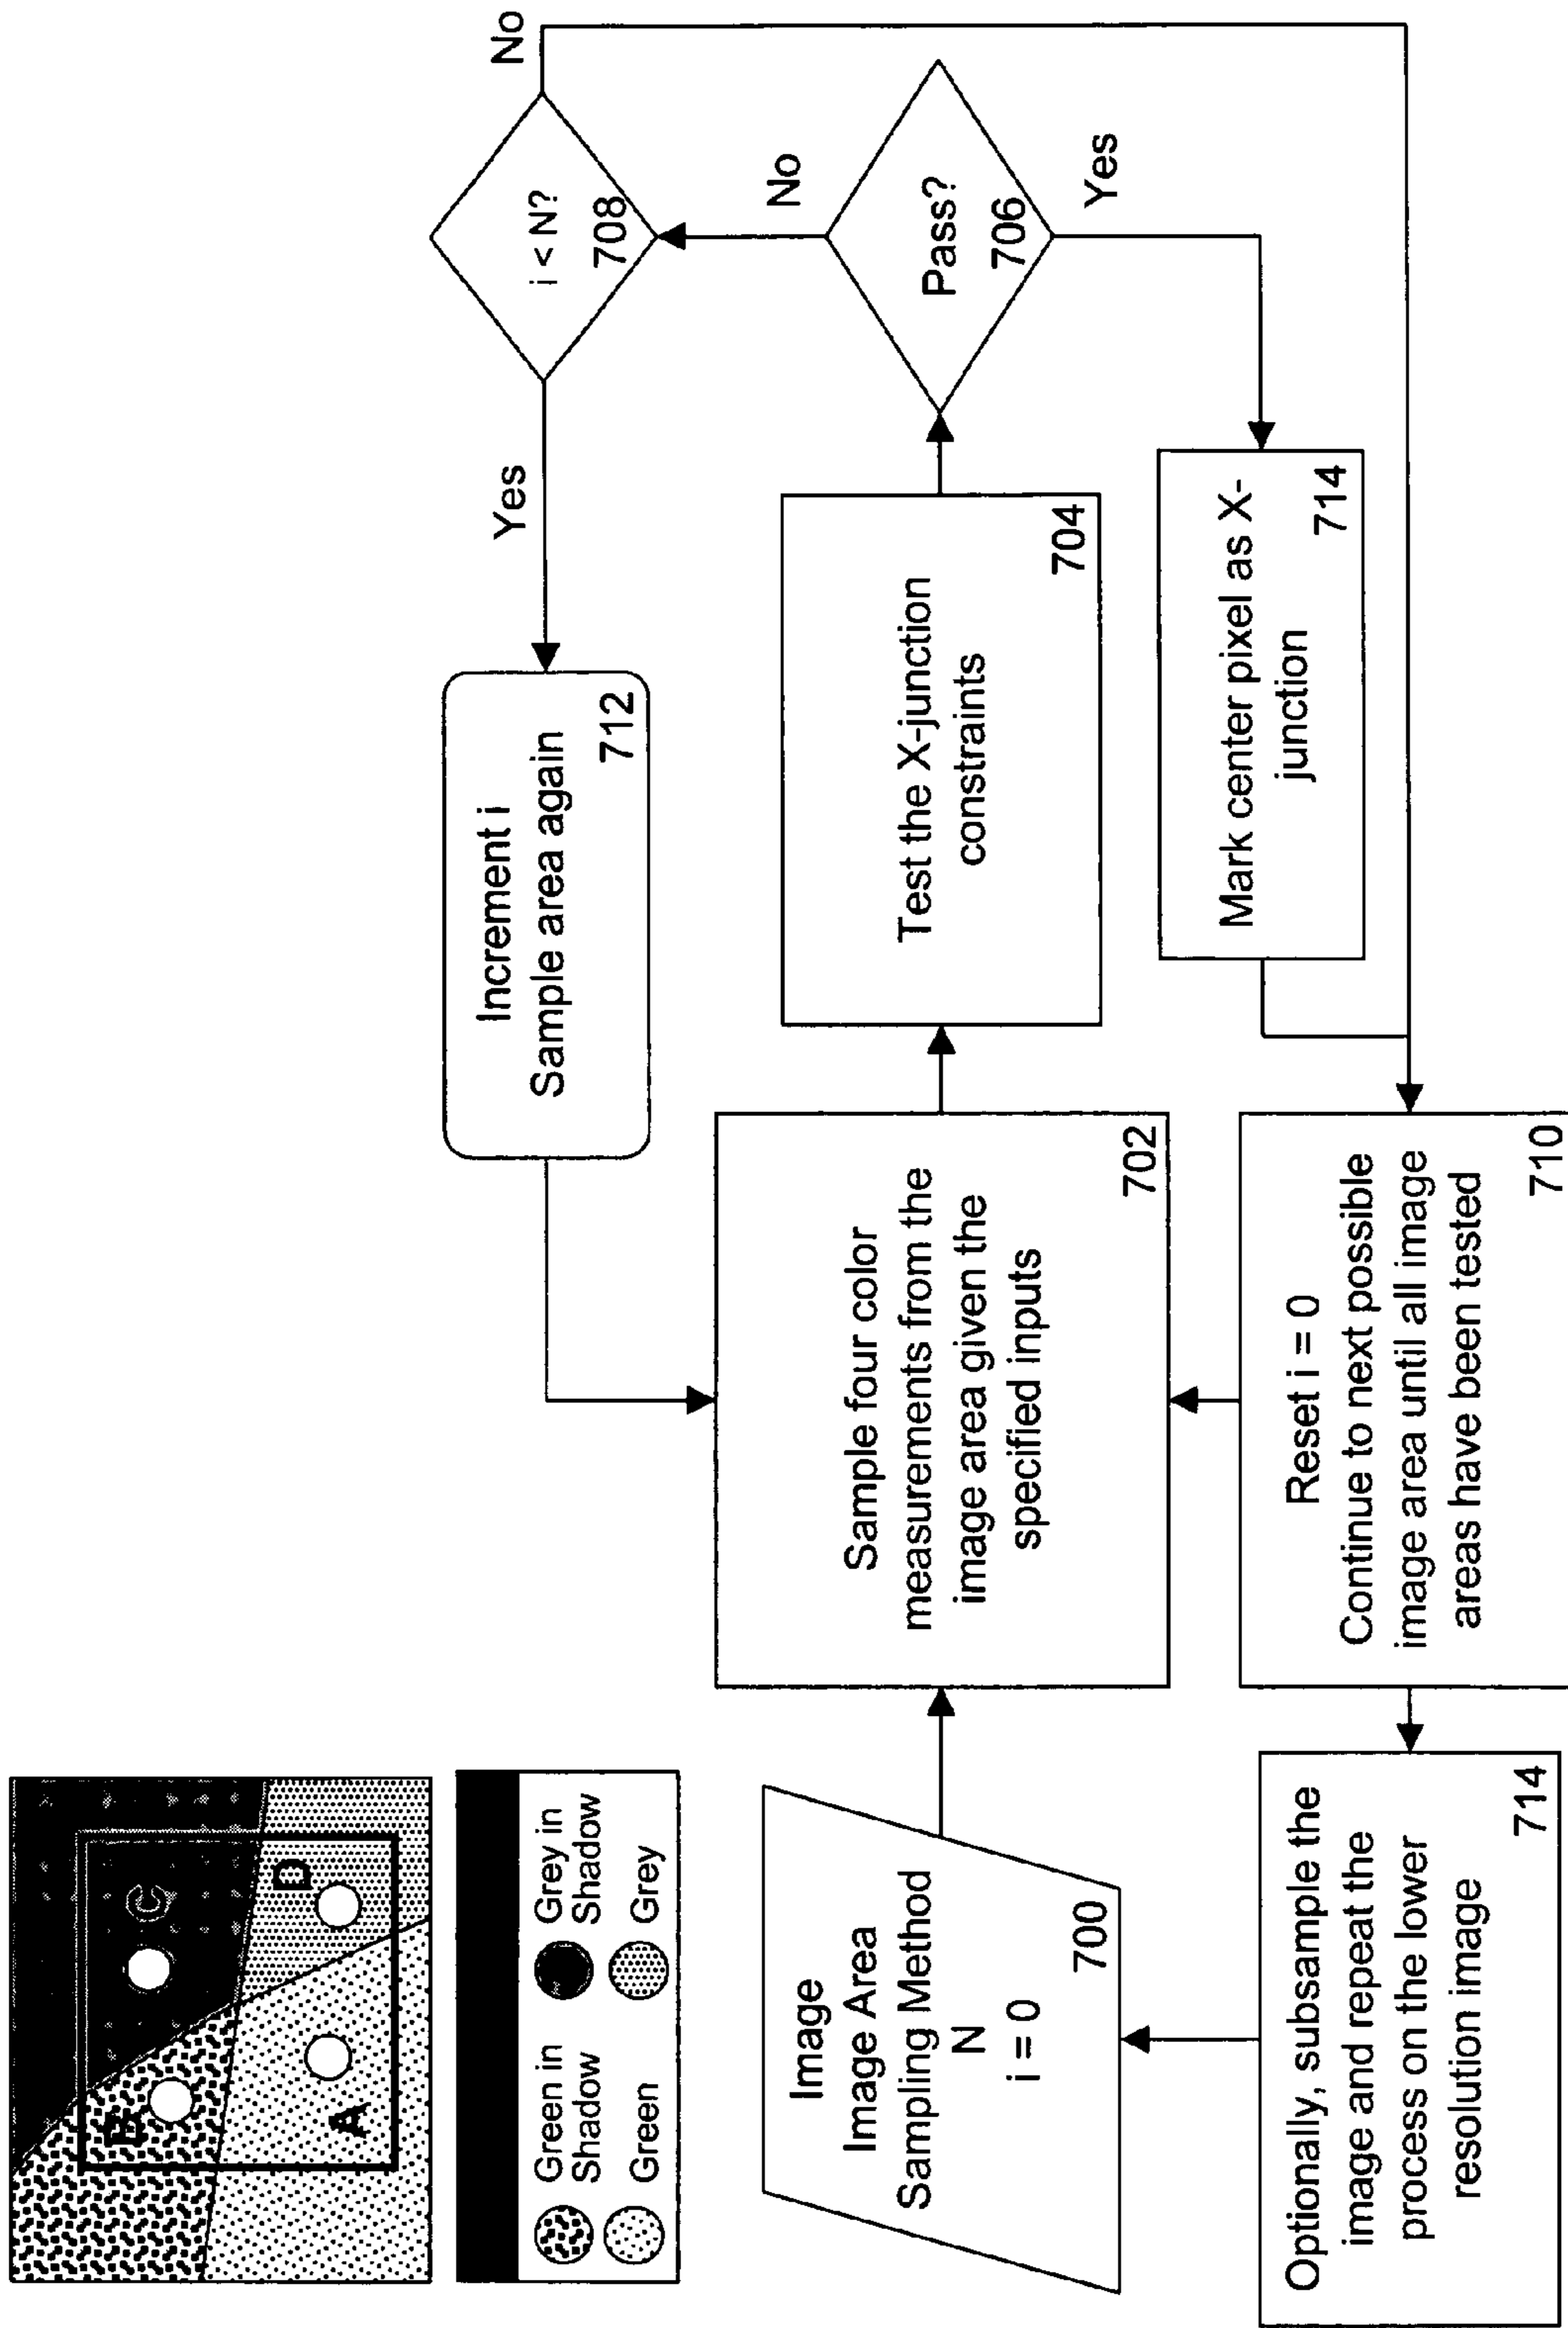 B
C
A
D
Green in
Shadow
Grey in
Shadow
Green
Grey
Increment i
Sample area again
712
Yes
i < N?
708
No
Image
Image Area
Sampling Method
N
i = 0
700
Sample four color
measurements from the
image area given the
specified inputs
702
Test the X-junction
constraints
704
Pass?
706
No
Yes
Mark center pixel as X-
junction
714
Optionally, subsample the
image and repeat the
process on the lower
resolution image
714
Reset i = 0
Continue to next possible
image area until all image
areas have been tested
710